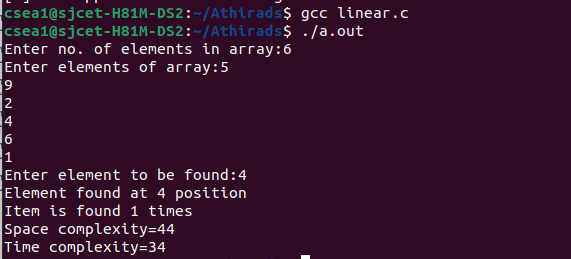 csea1@sjcet-H81M-DS2:~/Athirads$ gcc linear.c
csea1@sjcet-H81M-DS2:~/Athirads$ ./a.out
Enter no. of elements in array:6
Enter elements of array:5
9
2
4
6
1
Enter element to be found:4
Element found at 4 position
Item is found 1 times
Space complexity=44
Time complexity=34